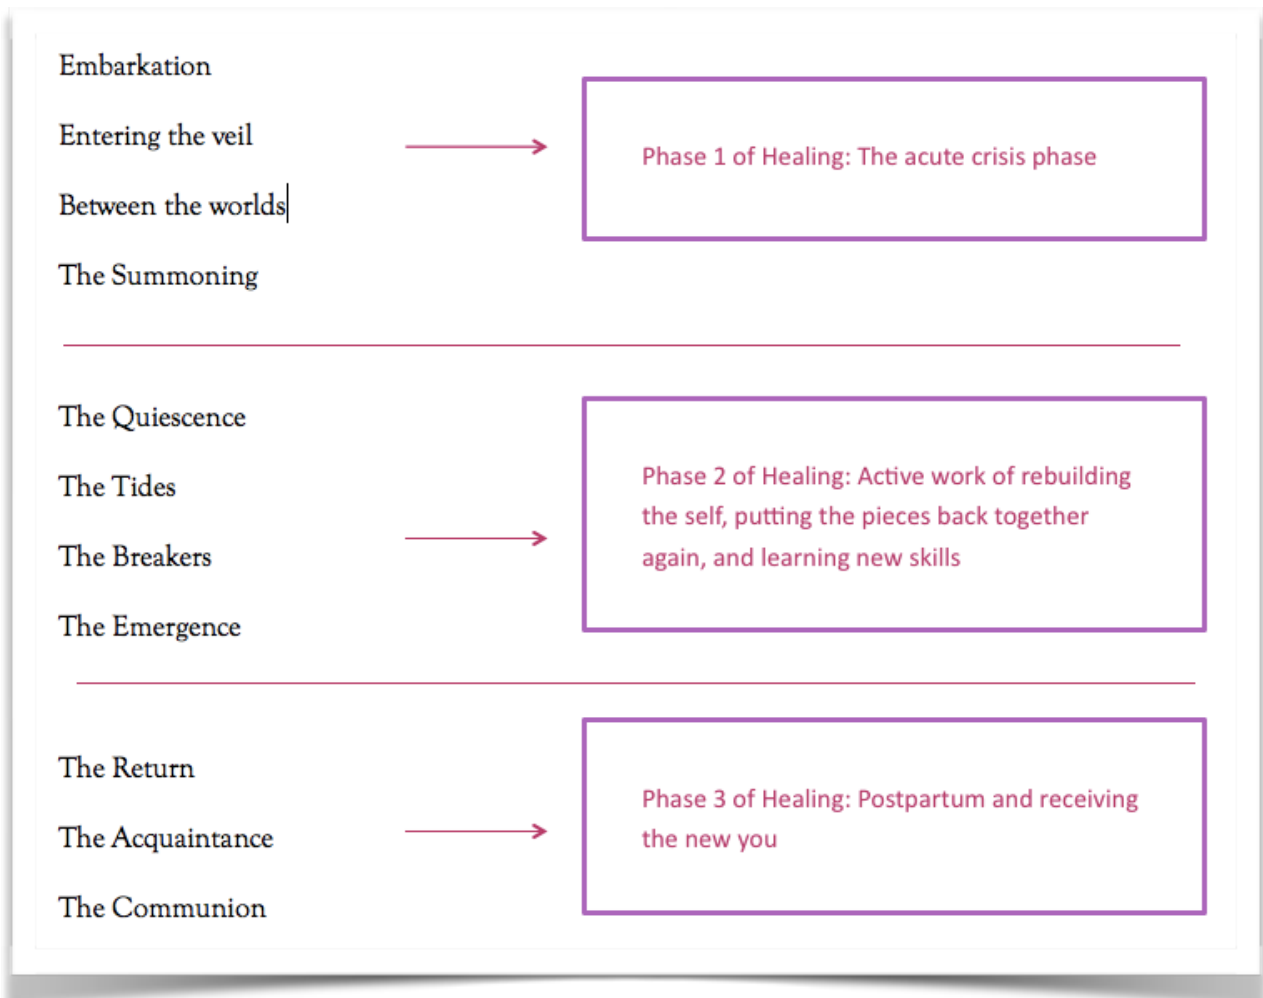 Embarkation
Entering the veil
Between the worlds
The Summoning
Phase 1 of Healing: The acute crisis phase
The Quiescence
The Tides
The Breakers
The Emergence
Phase 2 of Healing: Active work of rebuilding
the self, putting the pieces back together
again, and learning new skills
The Return
The Acquaintance
The Communion
Phase 3 of Healing: Postpartum and receiving
the new you